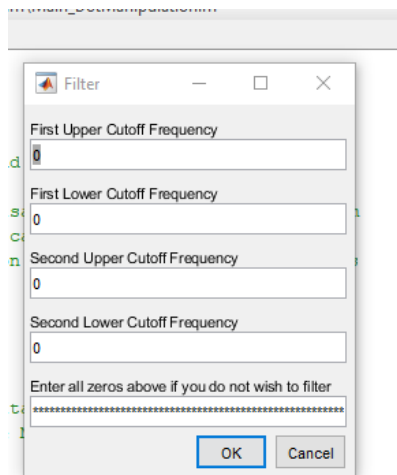 Main_DotManipulation.m
Filter
First Upper Cutoff Frequency
0
First Lower Cutoff Frequency
0
Second Upper Cutoff Frequency
0
Second Lower Cutoff Frequency
0
Enter all zeros above if you do not wish to filter
************************************************************
OK Cancel